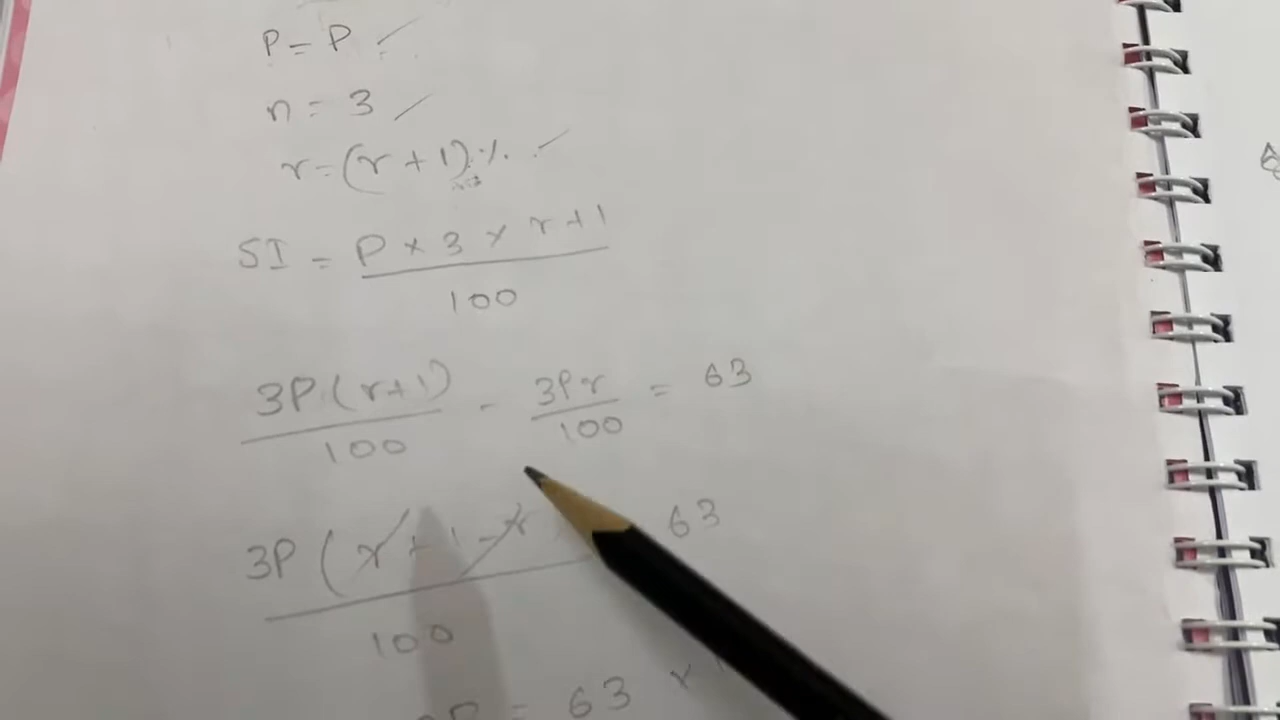 P = P ✓
n = 3 ✓
r = (r + 1) % ✓
SI = P × 3 × r + 1
100
3P (r+1) - 3Pr = 63
100 100
3P (r + 1 - r 63
100
P = 63 ×